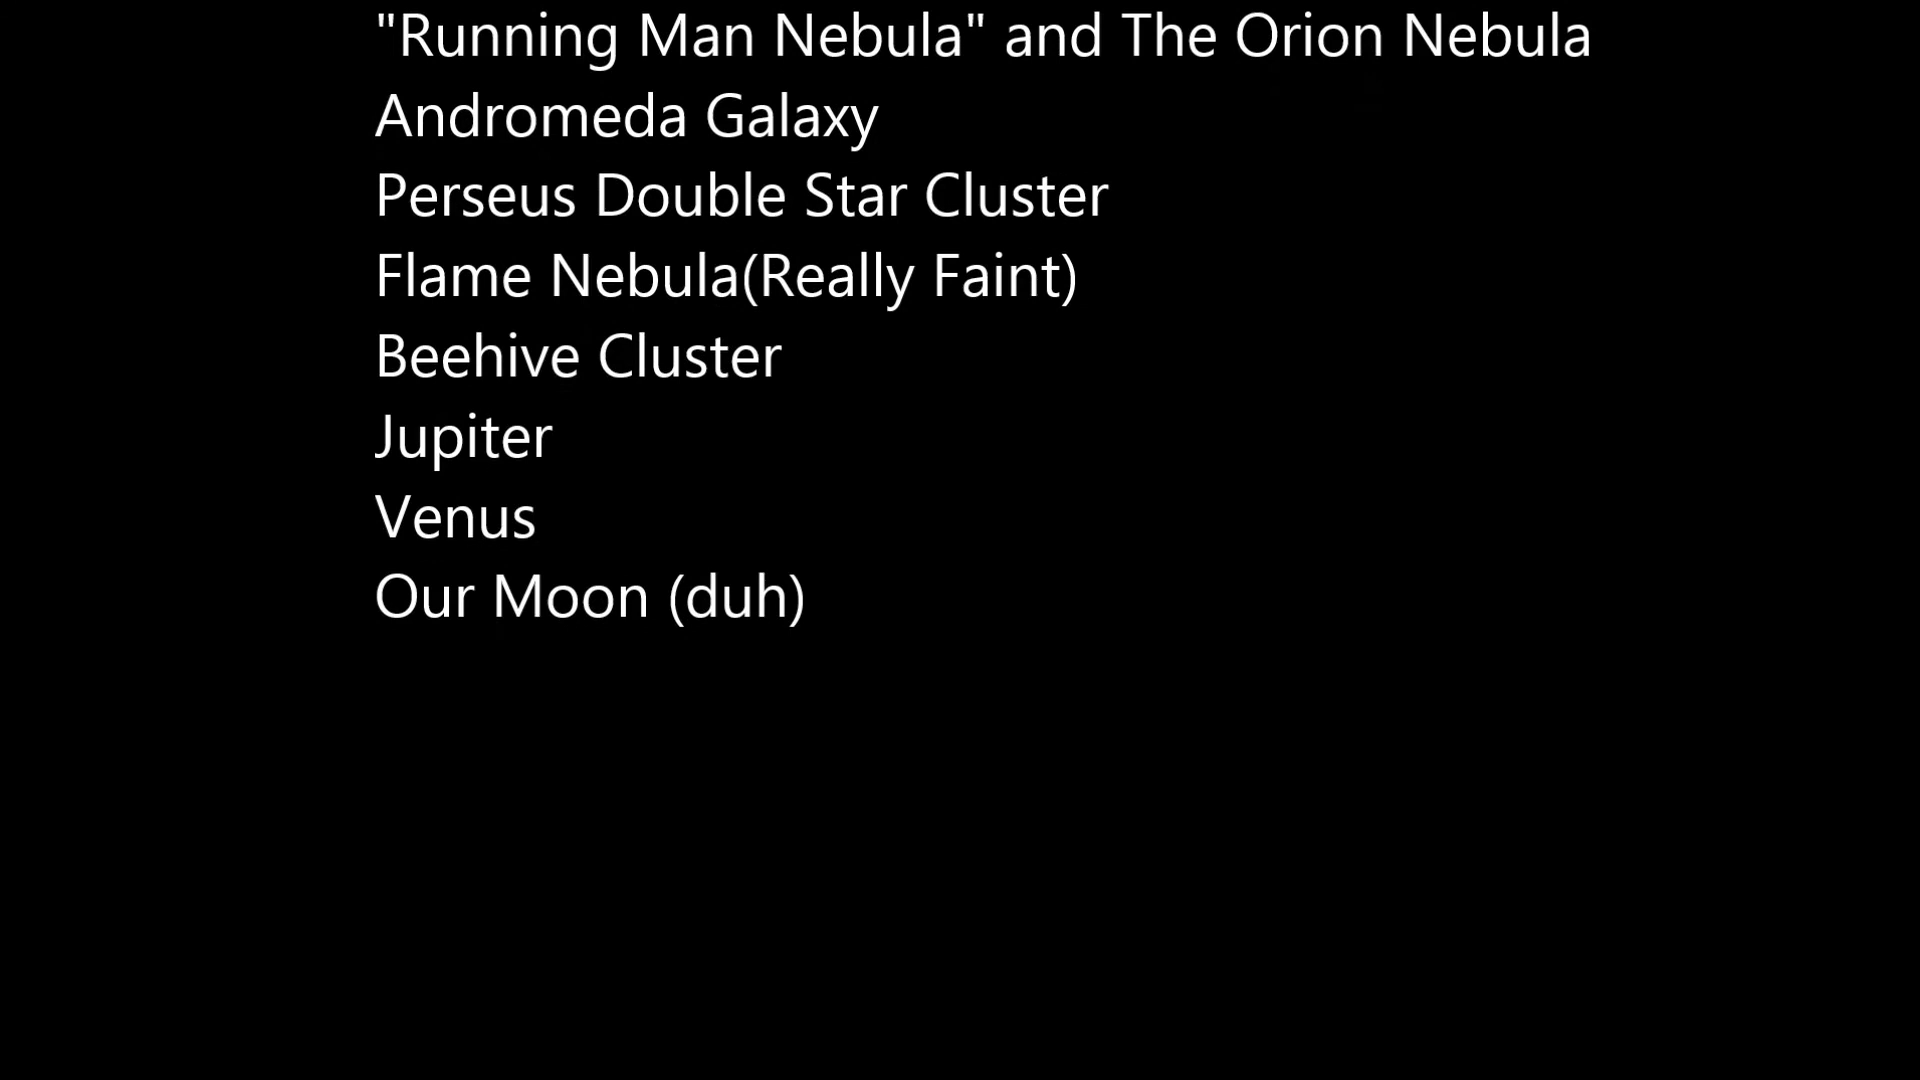 "Running Man Nebula" and The Orion Nebula
Andromeda Galaxy
Perseus Double Star Cluster
Flame Nebula(Really Faint)
Beehive Cluster
Jupiter
Venus
Our Moon (duh)